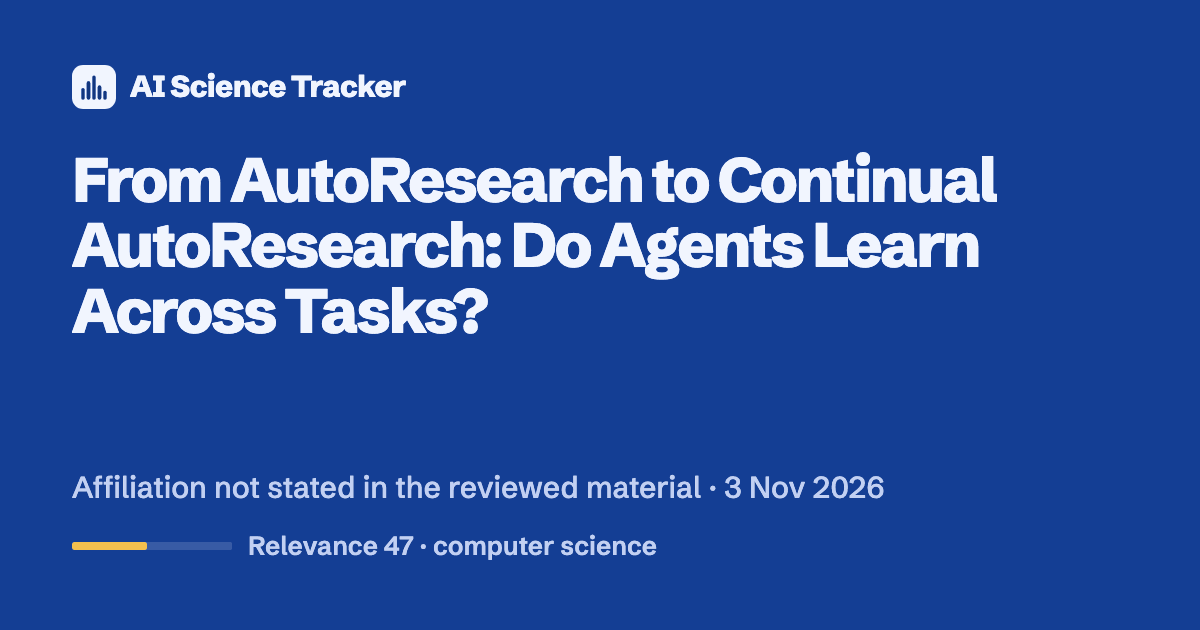 AI Science Tracker
From AutoResearch to Continual
AutoResearch: Do Agents Learn
Across Tasks?
Affiliation not stated in the reviewed material · 3 Nov 2026
Relevance 47 · computer science